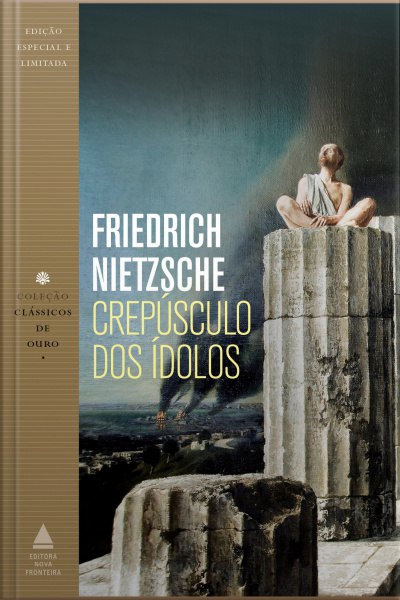 EDIÇÃO
ESPECIAL E
LIMITADA
COLEÇÃO
CLÁSSICOS
DE
OURO
FRIEDRICH
NIETZSCHE
CREPÚSCULO
DOS ÍDOLOS
EDITORA
NOVA
FRONTEIRA